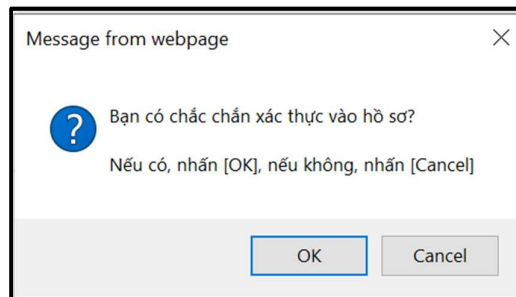 Message from webpage
Bạn có chắc chắn xác thực vào hồ sơ?
Nếu có, nhấn [OK], nếu không, nhấn [Cancel]
OK
Cancel